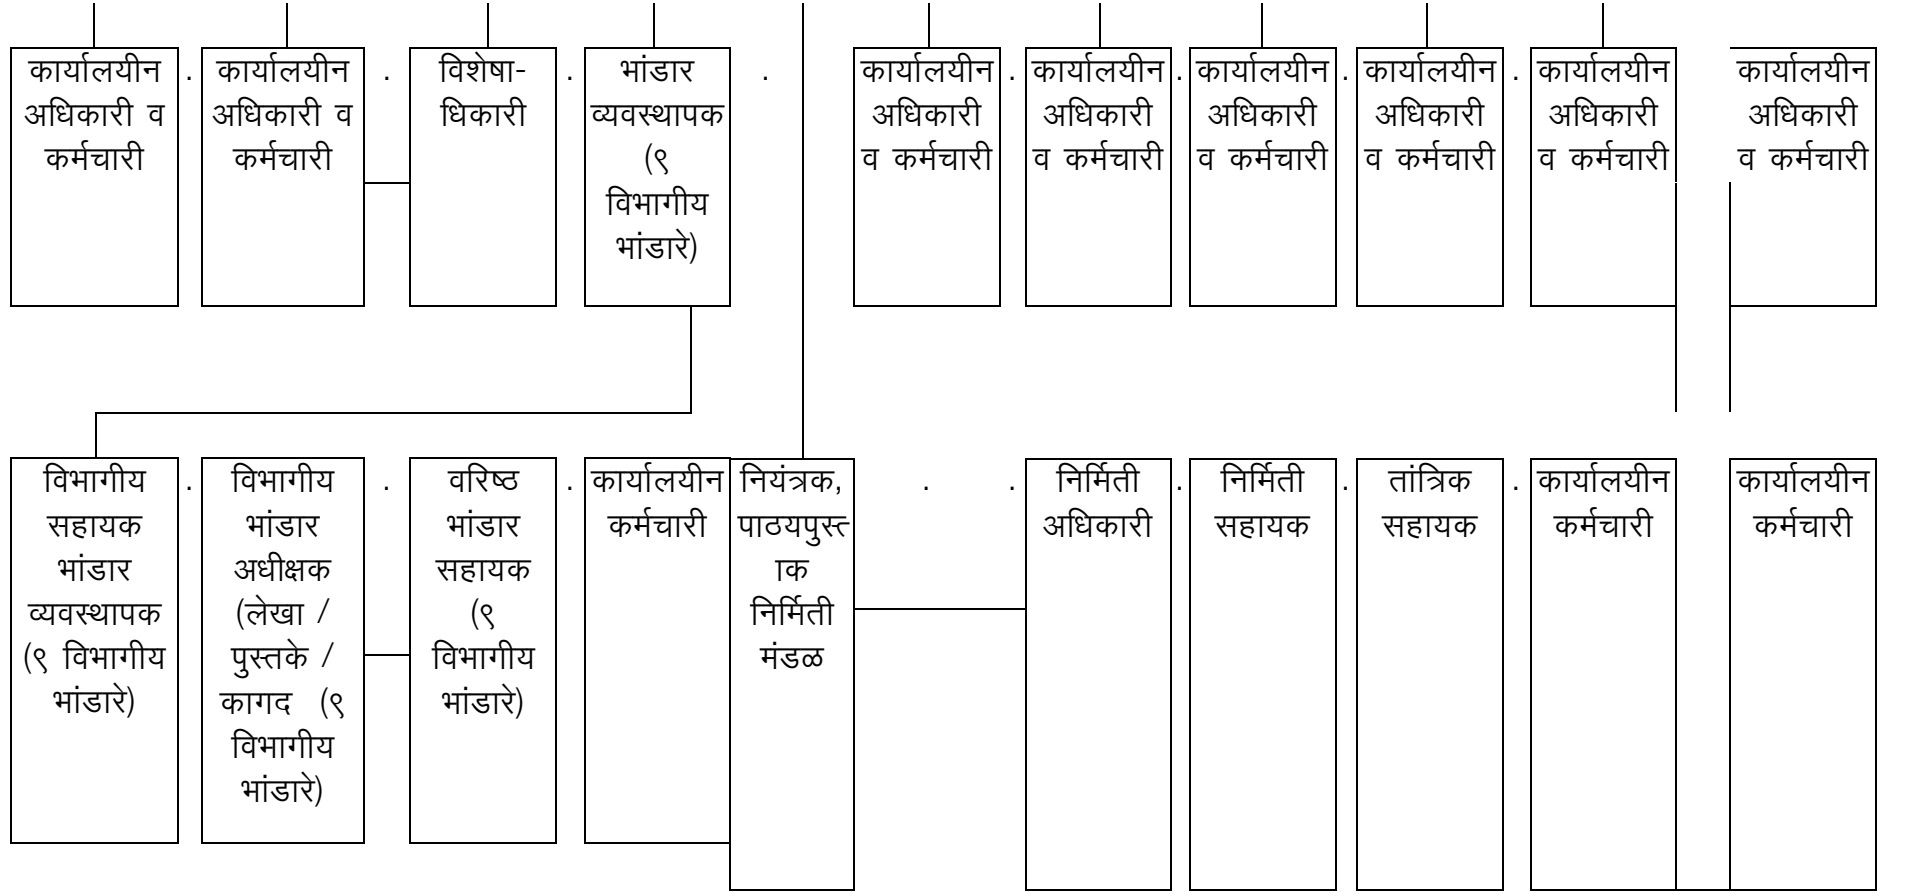 कार्यालयीन
अधिकारी व
कर्मचारी
.
कार्यालयीन
अधिकारी व
कर्मचारी
.
विशेषा-
धिकारी
.
भांडार
व्यवस्थापक
(९
विभागीय
भांडारे)
.
कार्यालयीन
अधिकारी
व कर्मचारी
.
कार्यालयीन
अधिकारी
व कर्मचारी
.
कार्यालयीन
अधिकारी
व कर्मचारी
.
कार्यालयीन
अधिकारी
व कर्मचारी
.
कार्यालयीन
अधिकारी
व कर्मचारी
कार्यालयीन
अधिकारी
व कर्मचारी
विभागीय
सहायक
भांडार
व्यवस्थापक
(९ विभागीय
भांडारे)
.
विभागीय
भांडार
अधीक्षक
(लेखा /
पुस्तके /
कागद (९
विभागीय
भांडारे)
.
वरिष्ठ
भांडार
सहायक
(९
विभागीय
भांडारे)
.
कार्यालयीन
कर्मचारी
नियंत्रक,
पाठयपुस्त
ाक
निर्मिती
मंडळ
.
.
निर्मिती
अधिकारी
.
निर्मिती
सहायक
.
तांत्रिक
सहायक
.
कार्यालयीन
कर्मचारी
कार्यालयीन
कर्मचारी